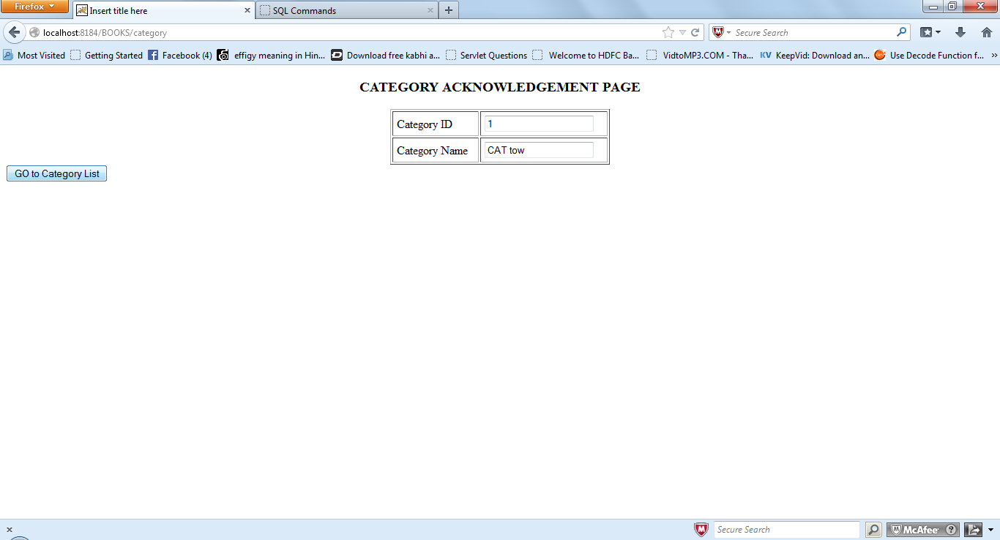 Firefox
Insert title here
SQL Commands
localhost:8184/BOOKS/category
Secure Search
Most Visited Getting Started Facebook (4) effigy meaning in Hin... Download free kabhi a... Servlet Questions Welcome to HDFC Ba... VidtoMP3.COM - Tha... KV KeepVid: Download an... dev Use Decode Function f... »
CATEGORY ACKNOWLEDGEMENT PAGE
Category ID 1
Category Name CAT tow
GO to Category List
Secure Search
McAfee